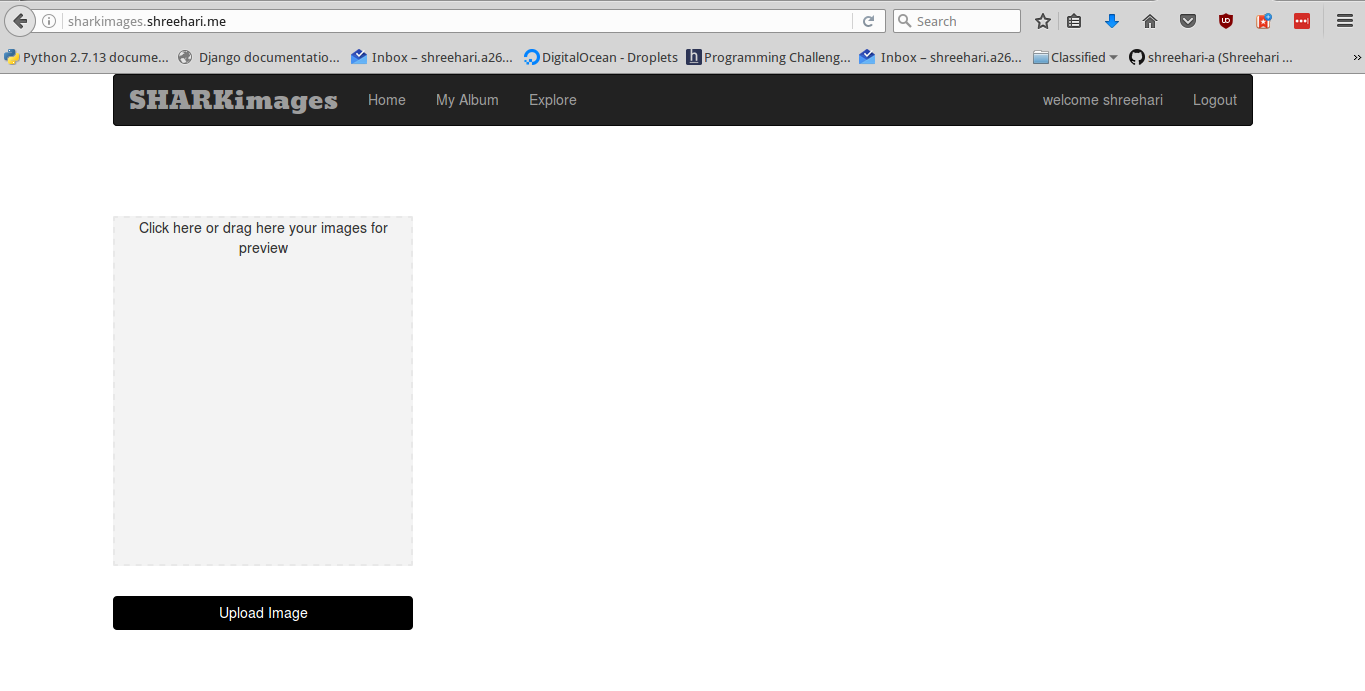 sharkimages.shreehari.me
Search
Python 2.7.13 docume...
Django documentatio...
Inbox – shreehari.a26...
DigitalOcean - Droplets
Programming Challeng...
Inbox – shreehari.a26...
Classified
shreehari-a (Shreehari ...
»
SHARKimages
Home
My Album
Explore
welcome shreehari
Logout
Click here or drag here your images for
preview
Upload Image